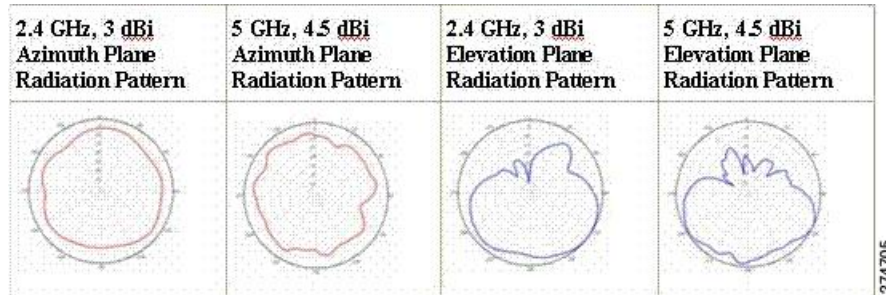 2.4 GHz, 3 dBi
Azimuth Plane
Radiation Pattern
5 GHz, 4.5 dBi
Azimuth Plane
Radiation Pattern
2.4 GHz, 3 dBi
Elevation Plane
Radiation Pattern
5 GHz, 4.5 dBi
Elevation Plane
Radiation Pattern
274705